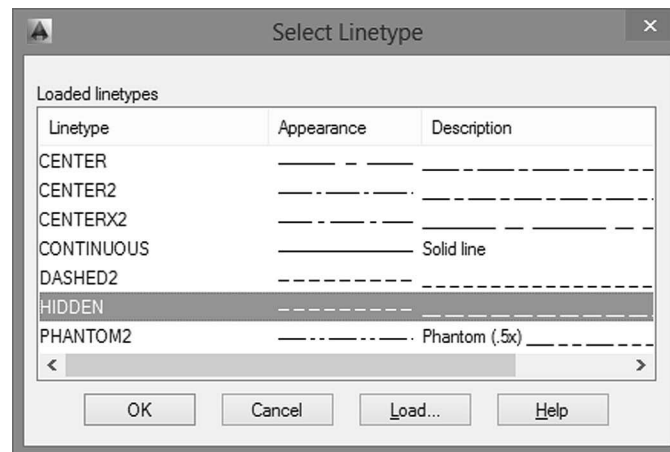 Select Linetype
Loaded linetypes
Linetype Appearance Description
CENTER
CENTER2
CENTERX2
CONTINUOUS Solid line
DASHED2
HIDDEN
PHANTOM2 Phantom (.5x)
OK Cancel Load... Help